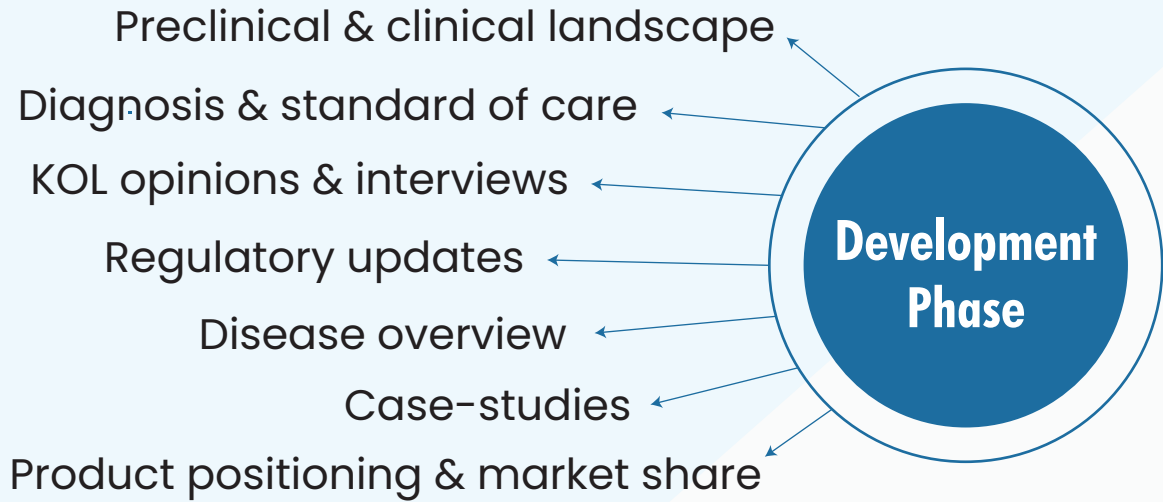 Preclinical & clinical landscape
Diagnosis & standard of care
KOL opinions & interviews
Regulatory updates
Disease overview
Case-studies
Product positioning & market share
Development
Phase